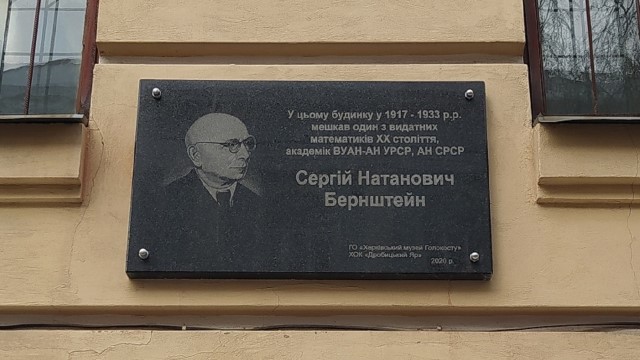 У цьому будинку у 1917 - 1933 р.р.
мешкав один з видатних
математиків ХХ століття,
академік ВУАН-АН УРСР, АН СРСР
Сергій Натанович
Бернштейн
ГО «Харківський музей Голокосту»
ХОК «Дробицький Яр»
2020 р.